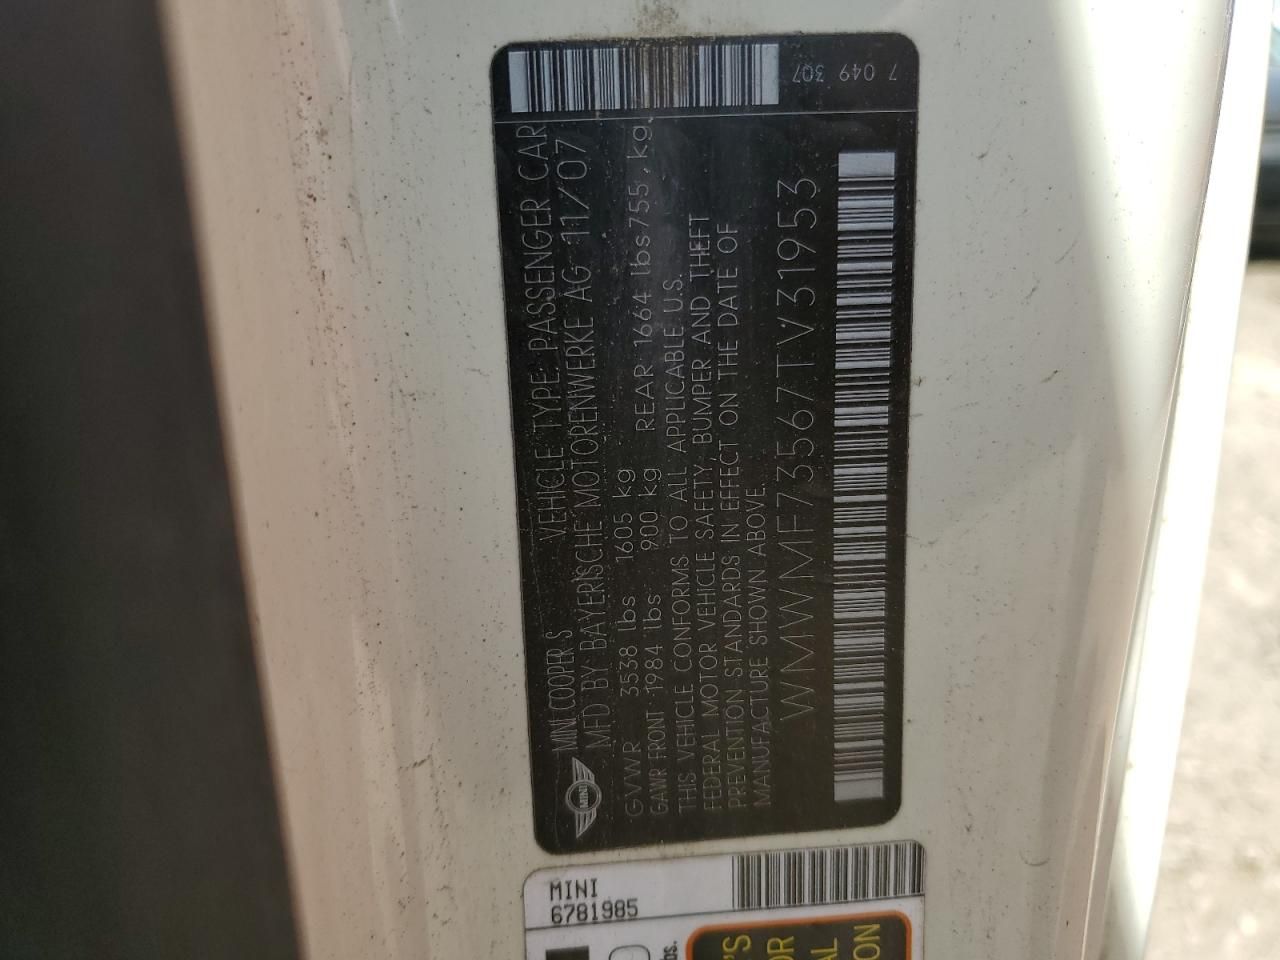 MINI COOPER S VEHICLE TYPE: PASSENGER CAR
MFD BY BAYERISCHE MOTORENWERKE AG 11/07
GVWR 3538 lbs 1605 kg
GAWR FRONT: 1984 lbs 900 kg REAR 1664 lbs 755 kg
THIS VEHICLE CONFORMS TO ALL APPLICABLE U.S.
FEDERAL MOTOR VEHICLE SAFETY, BUMPER AND THEFT
PREVENTION STANDARDS IN EFFECT ON THE DATE OF
MANUFACTURE SHOWN ABOVE.
WMWMF73567TV31953
MINI
7 049 307
MINI
6781985
lbs.